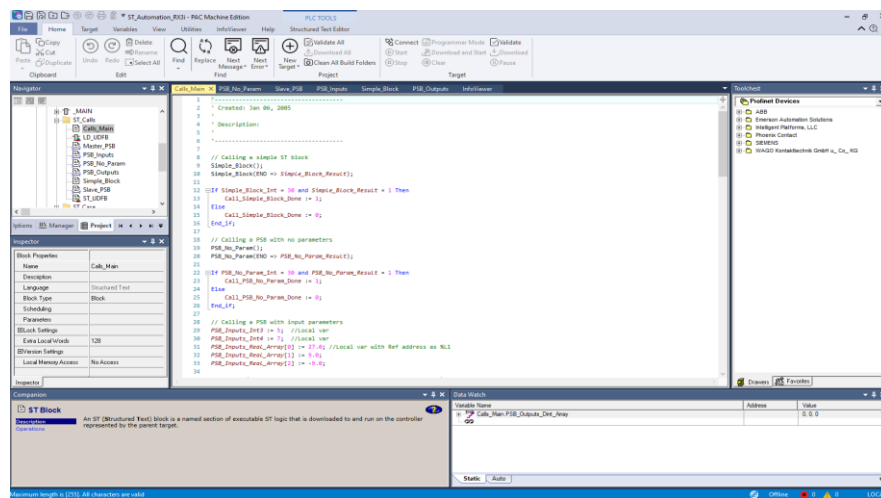 ST_Automation_RX3i - PAC Machine Edition
PLC TOOLS
File Home Target Variables View Utilities InfoViewer Help Structured Text Editor
Paste Copy Cut Duplicate
Clipboard
Undo Redo Delete Rename Select All
Edit
Find Replace Next Message Next Error
Find
New Target Validate All Download All Clean All Build Folders
Project
Connect Programmer Mode Validate
Start Download and Start Download
Stop Clear Pause
Target
Navigator
_MAIN
ST_Calls
Calls_Main
LD_UDFB
Master_PSB
PSB_Inputs
PSB_No_Param
PSB_Outputs
Simple_Block
Slave_PSB
ST_UDFB
ST_Case
ptions Manager Project
Inspector
Block Properties
Name Calls_Main
Description
Language Structured Text
Block Type Block
Scheduling
Parameters
Lock Settings
Extra Local Words 128
Version Settings
Local Memory Access No Access
Inspector
Calls_Main PSB_No_Param Slave_PSB PSB_Inputs Simple_Block PSB_Outputs InfoViewer
1 '--------------------------------------
2 ' Created: Jan 06, 2005
3 '
4 ' Description:
5 '
6 '--------------------------------------
7
8 // Calling a simple ST block
9 Simple_Block();
10 Simple_Block(ENO => Simple_Block_Result);
11
12 If Simple_Block_Int = 30 and Simple_Block_Result = 1 Then
13 Call_Simple_Block_Done := 1;
14 Else
15 Call_Simple_Block_Done := 0;
16 End_if;
17
18 // Calling a PSB with no parameters
19 PSB_No_Param();
20 PSB_No_Param(ENO => PSB_No_Param_Result);
21
22 If PSB_No_Param_Int = 30 and PSB_No_Param_Result = 1 Then
23 Call_PSB_No_Param_Done := 1;
24 Else
25 Call_PSB_No_Param_Done := 0;
26 End_if;
27
28 // Calling a PSB with input parameters
29 PSB_Inputs_Int3 := 5; //Local var
30 PSB_Inputs_Int4 := 7; //Local var
31 PSB_Inputs_Real_Array[0] := 27.0; //Local var with Ref address as %L1
32 PSB_Inputs_Real_Array[1] := 5.0;
33 PSB_Inputs_Real_Array[2] := -9.0;
34
Toolchest
Profinet Devices
ABB
Emerson Automation Solutions
Intelligent Platforms, LLC
Phoenix Contact
SIEMENS
WAGO Kontakttechnik GmbH u_ Co_ KG
Drawers Favorites
Companion
ST Block
Description
Operations
An ST (Structured Text) block is a named section of executable ST logic that is downloaded to and run on the controller
represented by the parent target.
Data Watch
Variable Name Address Value
Calls_Main.PSB_Outputs_Dint_Array 0, 0, 0
Static Auto
Maximum length is [255]. All characters are valid
Offline 0 0 LOC